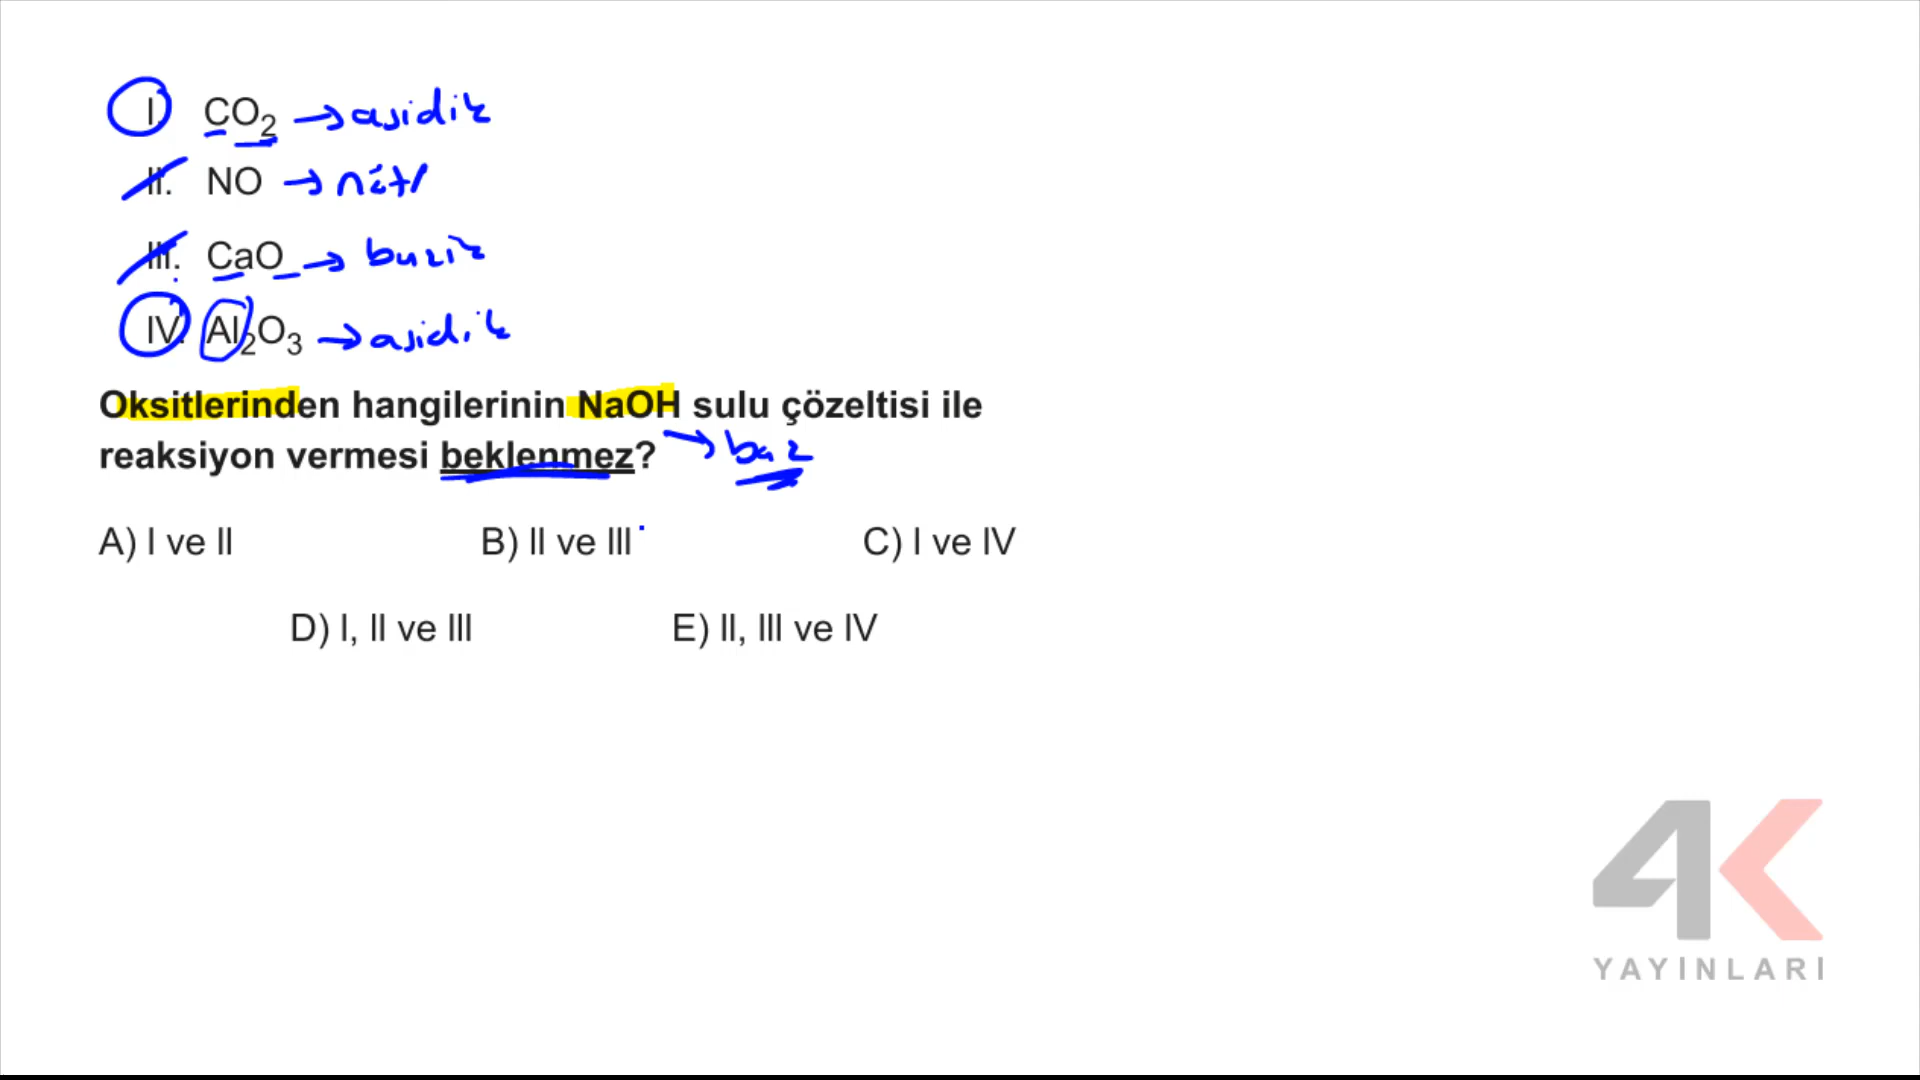 I. CO2 → asidik
II. NO → nötr
III. CaO → bazik
IV. Al2O3 → asidik
Oksitlerinden hangilerinin NaOH sulu çözeltisi ile
reaksiyon vermesi beklenmez? → baz
A) I ve II B) II ve III C) I ve IV
D) I, II ve III E) II, III ve IV
4K
YAYINLARI